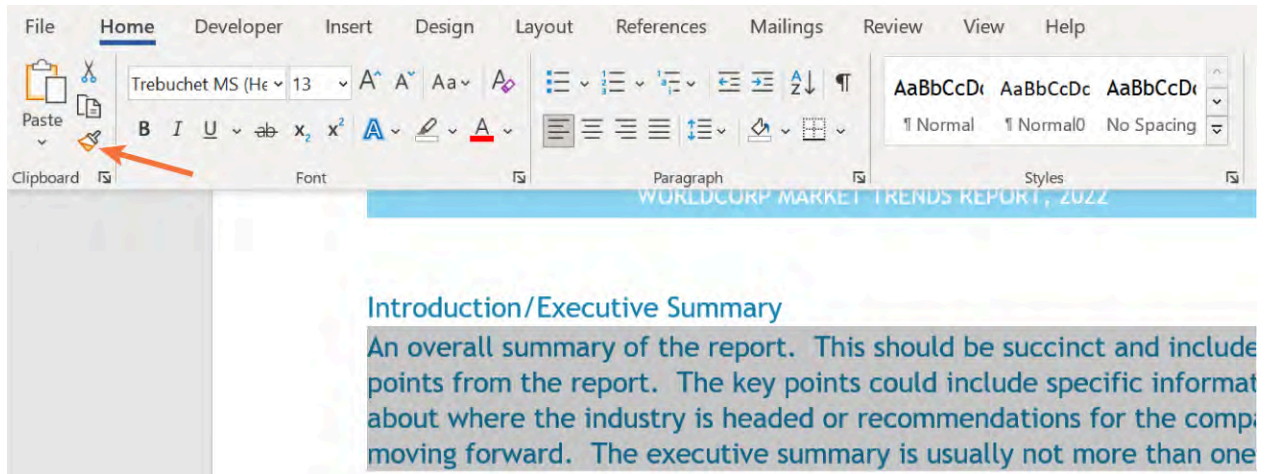 File Home Developer Insert Design Layout References Mailings Review View Help
Trebuchet MS (He 13 A A Aa A A Z ¶ AaBbCcDc AaBbCcDc AaBbCcDc
Paste B I U ab x2 x2 A A ¶ Normal ¶ Normal0 No Spacing
Clipboard Font Paragraph Styles
WORLDCORP MARKET TRENDS REPORT, 2022
Introduction/Executive Summary
An overall summary of the report. This should be succinct and include
points from the report. The key points could include specific informat
about where the industry is headed or recommendations for the compa
moving forward. The executive summary is usually not more than one